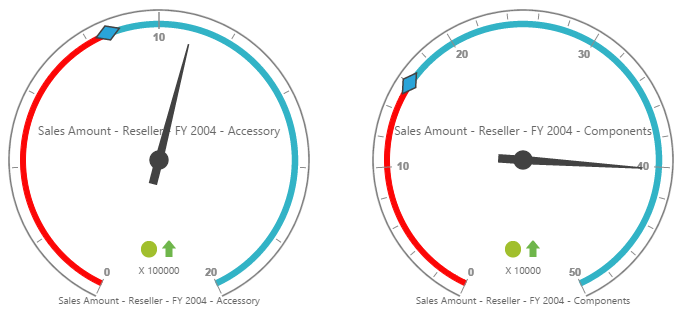 10
Sales Amount - Reseller - FY 2004 - Accessory
X 100000
0
20
Sales Amount - Reseller - FY 2004 - Accessory
20
30
Sales Amount - Reseller - FY 2004 - Components
10
40
X 10000
0
50
Sales Amount - Reseller - FY 2004 - Components